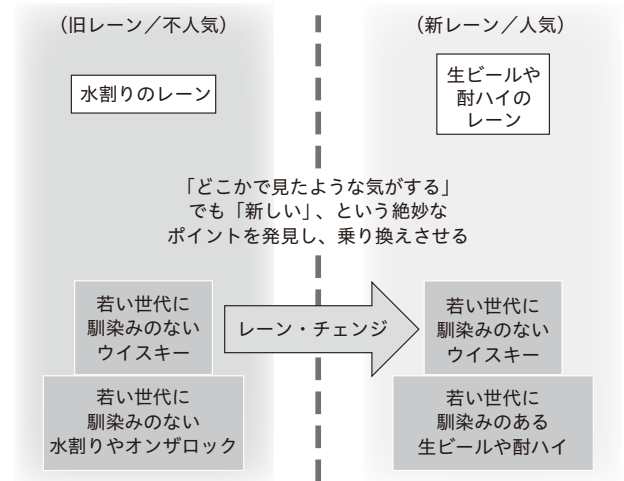 （旧レーン／不人気）
（新レーン／人気）
水割りのレーン
生ビールや
酎ハイの
レーン
「どこかで見たような気がする」
でも「新しい」、という絶妙な
ポイントを発見し、乗り換えさせる
若い世代に
馴染みのない
ウイスキー
レーン・チェンジ
若い世代に
馴染みのない
ウイスキー
若い世代に
馴染みのない
水割りやオンザロック
若い世代に
馴染みのある
生ビールや酎ハイ